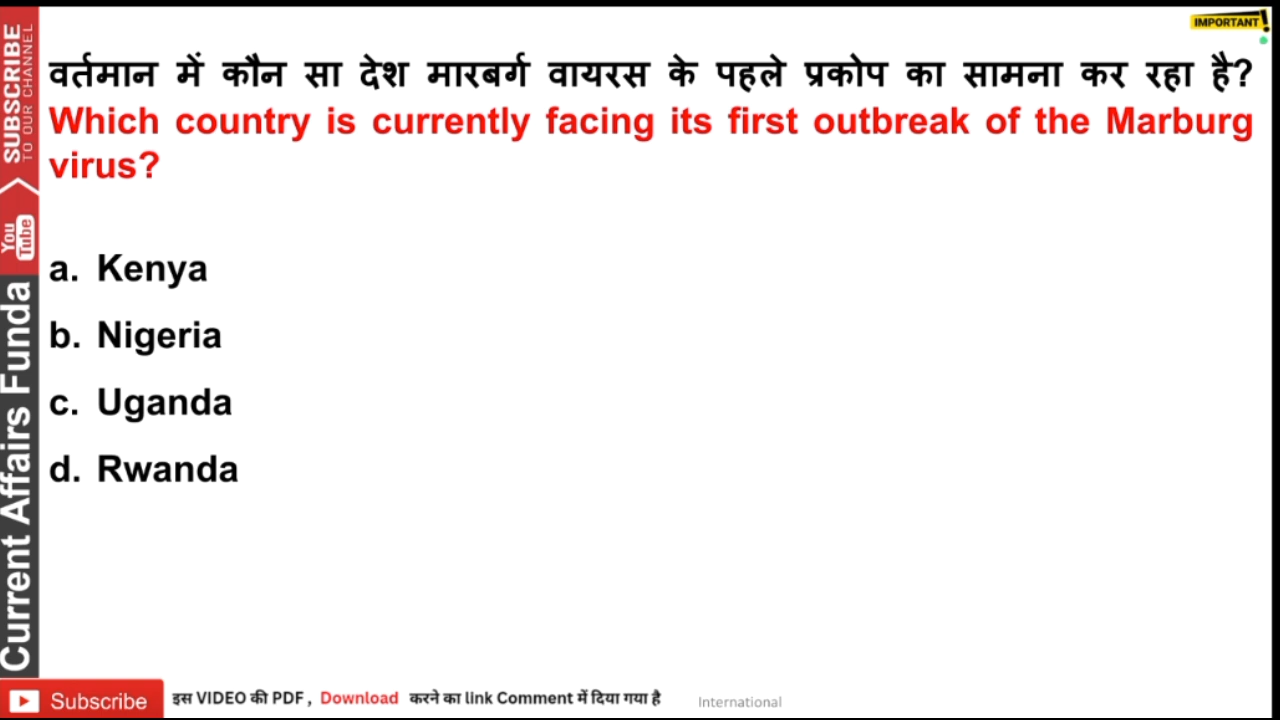 IMPORTANT!
वर्तमान में कौन सा देश मारबर्ग वायरस के पहले प्रकोप का सामना कर रहा है?
Which country is currently facing its first outbreak of the Marburg
virus?
a. Kenya
b. Nigeria
c. Uganda
d. Rwanda
SUBSCRIBE
TO OUR CHANNEL
You
Tube
Current Affairs Funda
Subscribe
इस VIDEO की PDF , Download करने का link Comment में दिया गया है
International